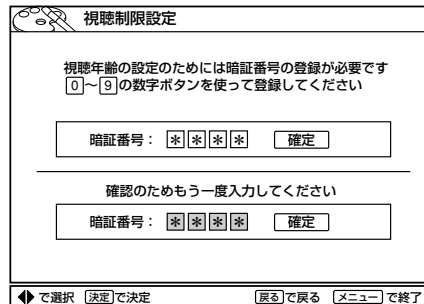 視聴制限設定
視聴年齢の設定のためには暗証番号の登録が必要です
0～9の数字ボタンを使って登録してください
暗証番号： ＊＊＊＊ 確定
確認のためもう一度入力してください
暗証番号： ＊＊＊＊ 確定
で選択 決定で決定 戻るで戻る メニューで終了